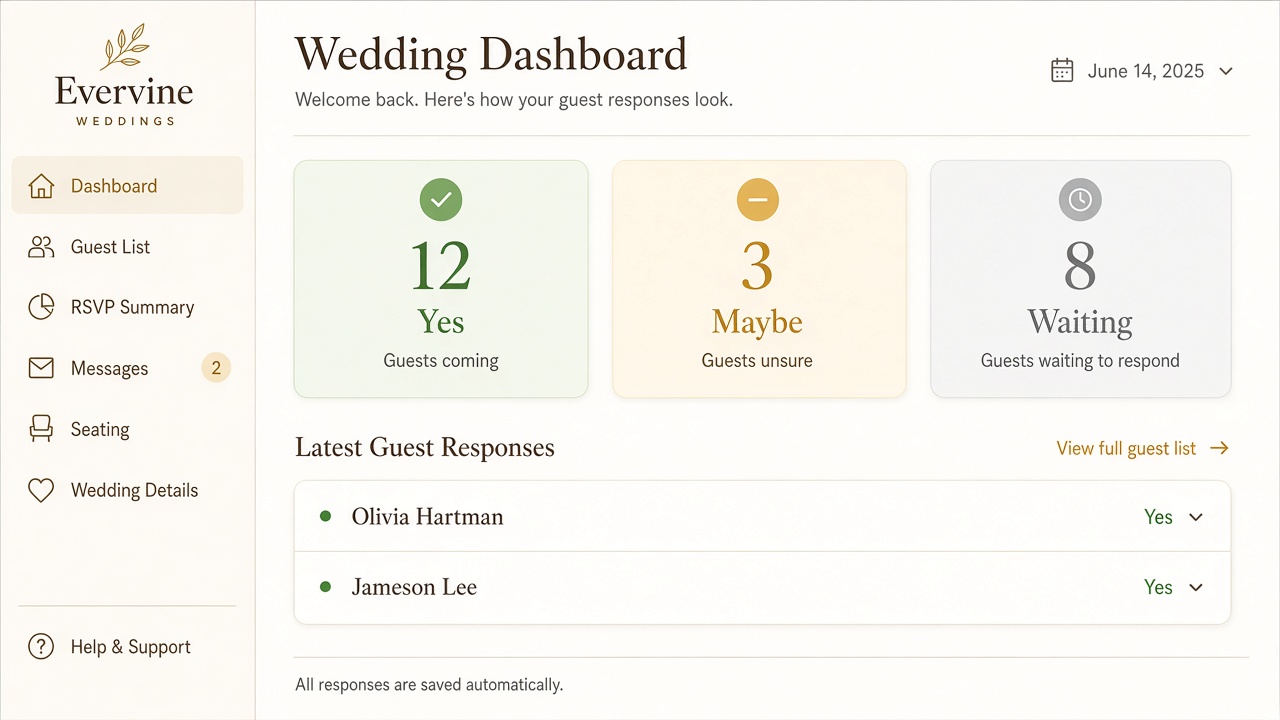 Evervine
WEDDINGS
Dashboard
Guest List
RSVP Summary
Messages 2
Seating
Wedding Details
Help & Support
Wedding Dashboard
Welcome back. Here's how your guest responses look.
June 14, 2025
12
Yes
Guests coming
3
Maybe
Guests unsure
8
Waiting
Guests waiting to respond
Latest Guest Responses
View full guest list
Olivia Hartman Yes
Jameson Lee Yes
All responses are saved automatically.